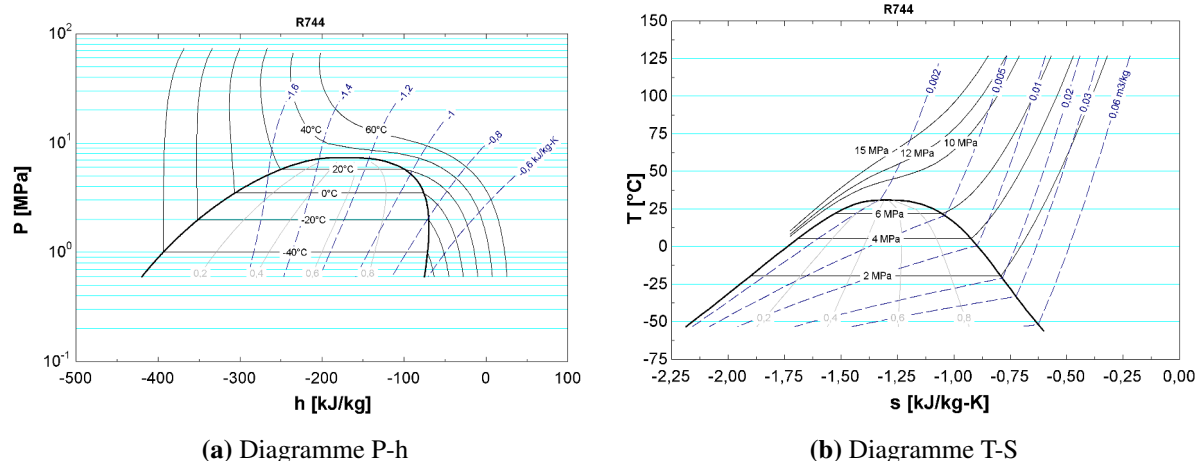 R744
10²
10¹
10⁰
10⁻¹
P [MPa]
-500
-400
-300
-200
-100
0
100
h [kJ/kg]
-1,6
-1,4
-1,2
-1
-0,8
-0,6 kJ/kg-K
40°C
60°C
20°C
0°C
-20°C
-40°C
0,2
0,4
0,6
0,8
(a) Diagramme P-h
R744
150
125
100
75
50
25
0
-25
-50
-75
T [°C]
-2,25
-2,00
-1,75
-1,50
-1,25
-1,00
-0,75
-0,50
-0,25
0,00
s [kJ/kg-K]
0,002
0,005
0,01
0,02
0,03
0,06 m3/kg
15 MPa
12 MPa
10 MPa
6 MPa
4 MPa
2 MPa
0,2
0,4
0,6
0,8
(b) Diagramme T-S